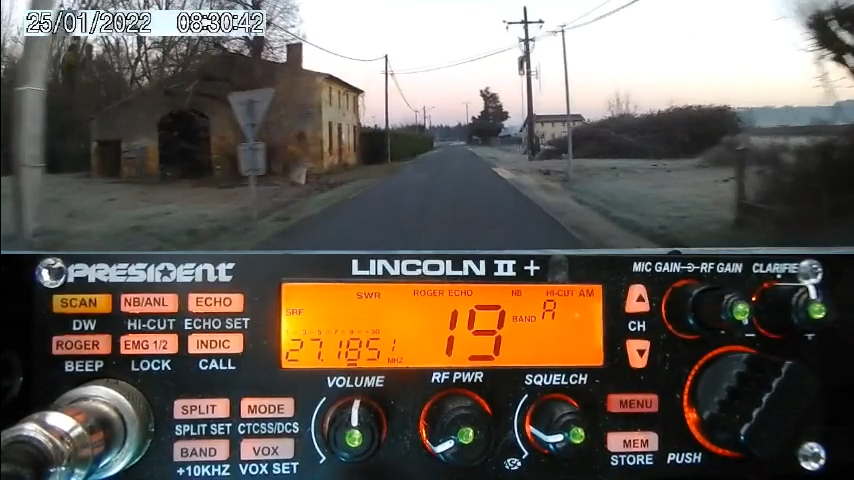 25/01/2022 08:30:42
PRESIDENT LINCOLN II +
MIC GAIN RF GAIN CLARIFIER
SCAN NB/ANL ECHO
DW HI-CUT ECHO SET
ROGER EMG 1/2 INDIC
BEEP LOCK CALL
SWR ROGER ECHO NB HI-CUT AM
SRF
19 BAND A
27.1851 MHZ
CH
VOLUME RF PWR SQUELCH
SPLIT MODE
SPLIT SET CTCSS/DCS
BAND VOX
+10KHZ VOX SET
ASC
MENU
MEM
STORE PUSH